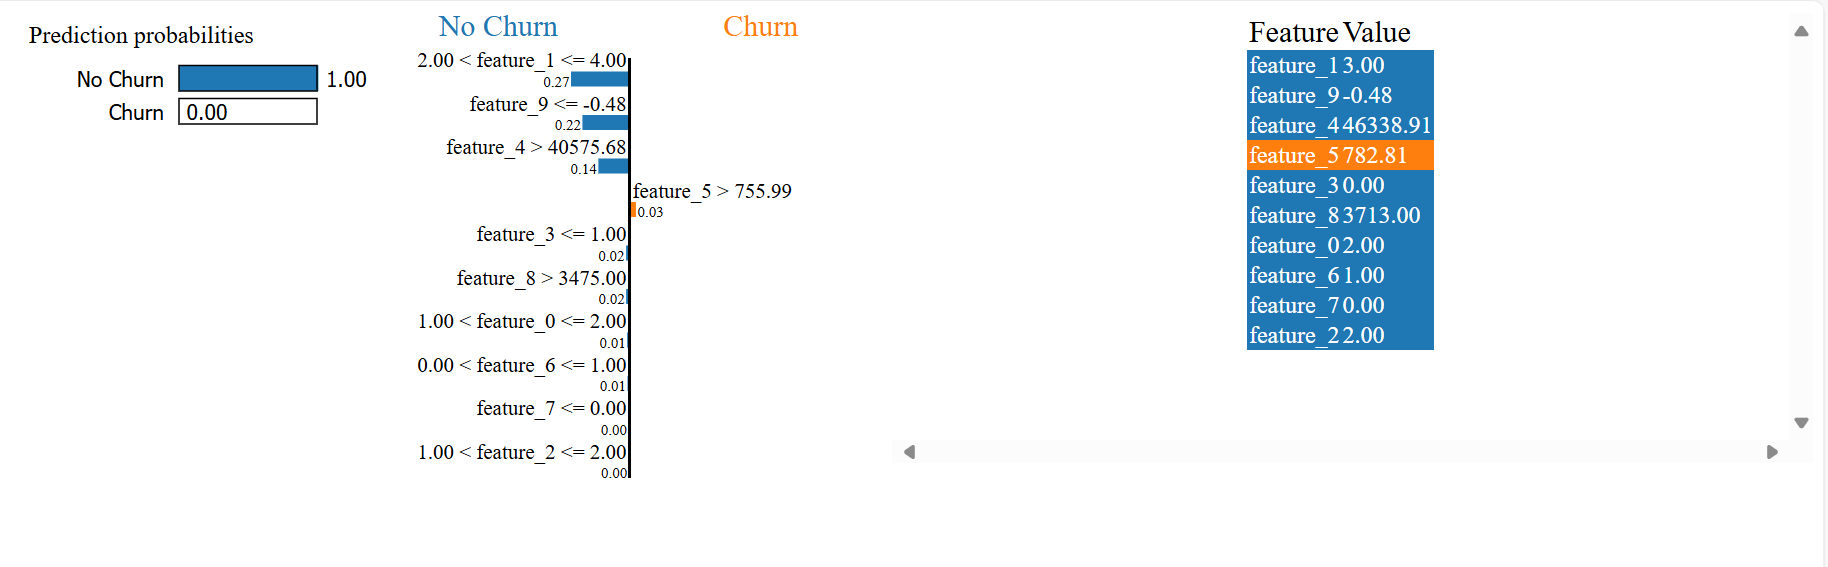 Prediction probabilities
No Churn 1.00
Churn 0.00
No Churn Churn
2.00 < feature_1 <= 4.00
0.27
feature_9 <= -0.48
0.22
feature_4 > 40575.68
0.14
feature_5 > 755.99
0.03
feature_3 <= 1.00
0.02
feature_8 > 3475.00
0.02
1.00 < feature_0 <= 2.00
0.01
0.00 < feature_6 <= 1.00
0.01
feature_7 <= 0.00
0.00
1.00 < feature_2 <= 2.00
0.00
Feature Value
feature_1 3.00
feature_9 -0.48
feature_4 46338.91
feature_5 782.81
feature_3 0.00
feature_8 3713.00
feature_0 2.00
feature_6 1.00
feature_7 0.00
feature_2 2.00